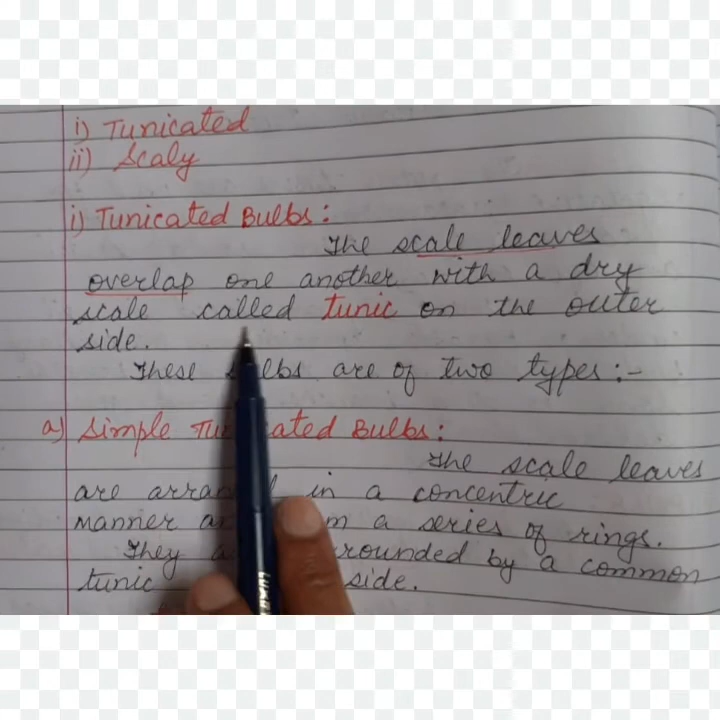 i) Tunicated
ii) Scaly
i) Tunicated Bulbs:
The scale leaves
overlap one another with a dry
scale called tunic on the outer
side.
These are of two types:-
a) Simple Bulbs:
The scale leaves
are in a concentric
manner a series of rings.
They by a common
tunic side.